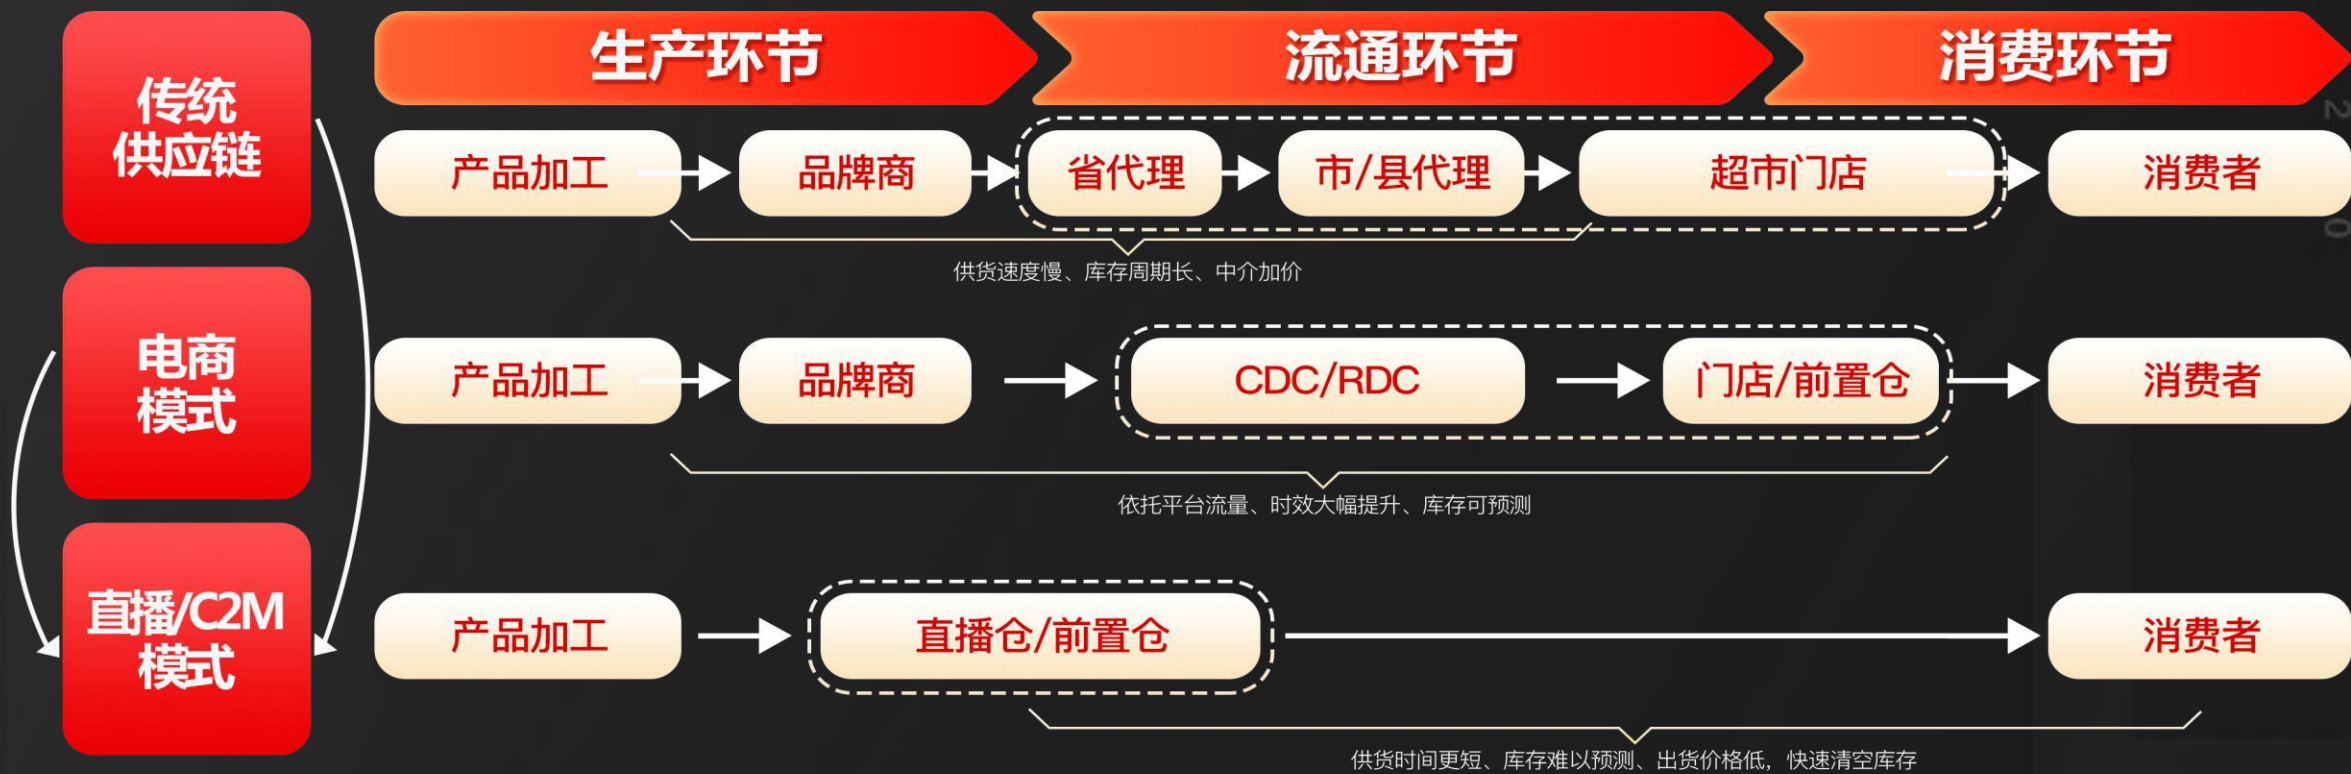 生产环节
流通环节
消费环节
传统
供应链
产品加工
品牌商
省代理
市/县代理
超市门店
消费者
供货速度慢、库存周期长、中介加价
电商
模式
产品加工
品牌商
CDC/RDC
门店/前置仓
消费者
依托平台流量、时效大幅提升、库存可预测
直播/C2M
模式
产品加工
直播仓/前置仓
消费者
供货时间更短、库存难以预测、出货价格低，快速清空库存